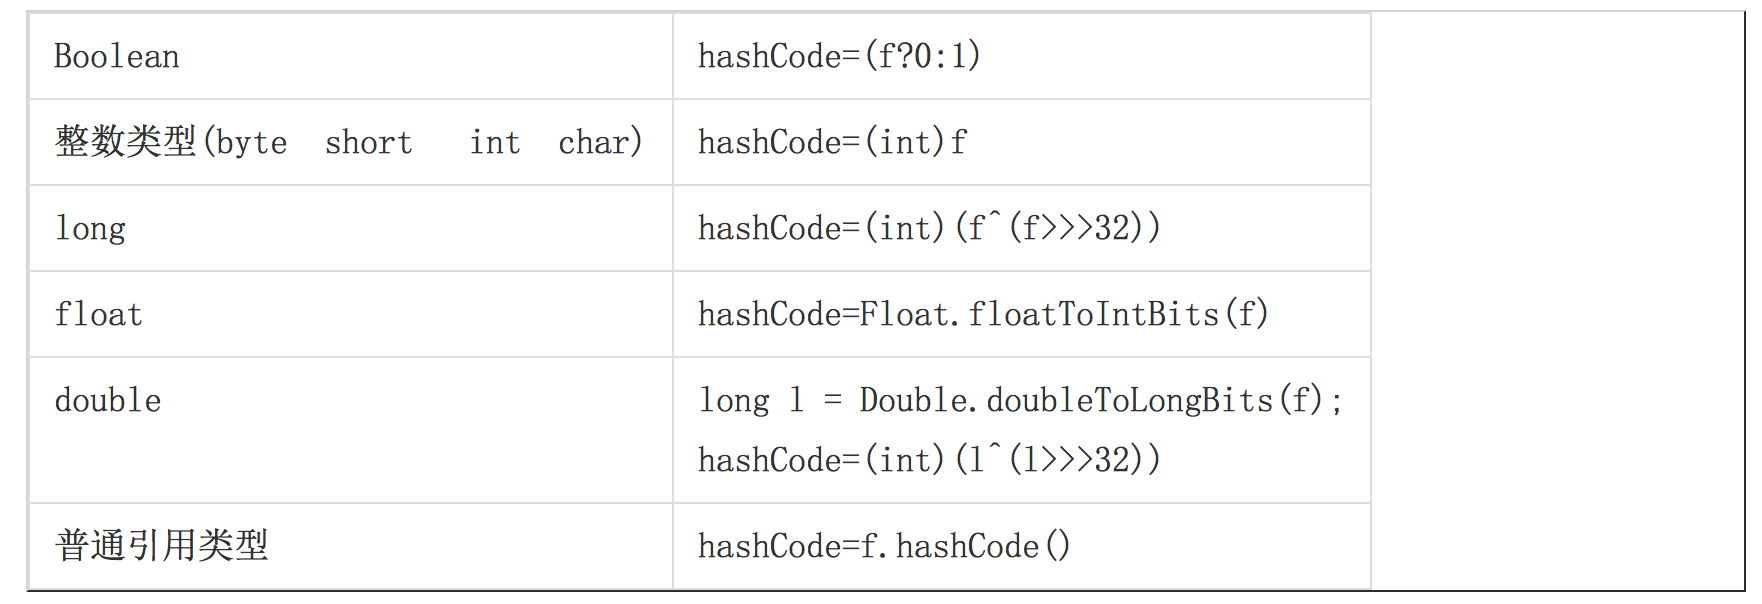 Boolean
hashCode=(f?0:1)
整数类型(byte  short   int  char)
hashCode=(int)f
long
hashCode=(int)(f^(f>>>32))
float
hashCode=Float.floatToIntBits(f)
double
long l = Double.doubleToLongBits(f);
hashCode=(int)(l^(l>>>32))
普通引用类型
hashCode=f.hashCode()